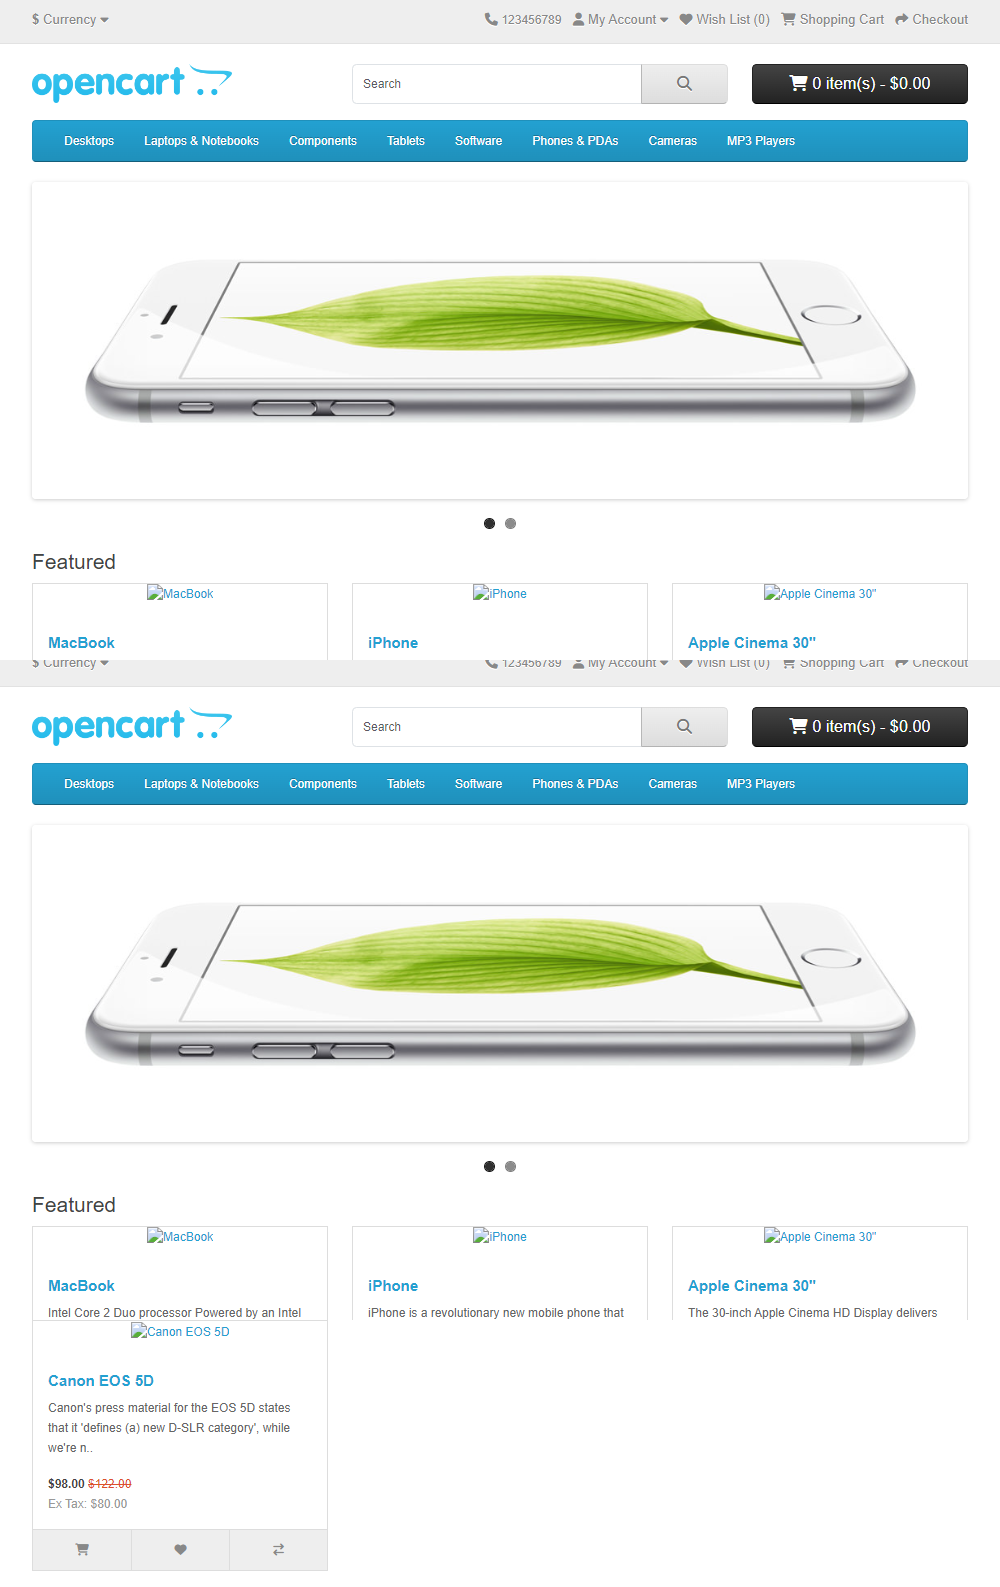 $ Currency
123456789 My Account Wish List (0) Shopping Cart Checkout
opencart
Search
0 item(s) - $0.00
Desktops Laptops & Notebooks Components Tablets Software Phones & PDAs Cameras MP3 Players
Featured
MacBook iPhone Apple Cinema 30"
MacBook iPhone Apple Cinema 30"
$ Currency
123456789 My Account Wish List (0) Shopping Cart Checkout
opencart
Search
0 item(s) - $0.00
Desktops Laptops & Notebooks Components Tablets Software Phones & PDAs Cameras MP3 Players
Featured
MacBook iPhone Apple Cinema 30"
MacBook iPhone Apple Cinema 30"
Intel Core 2 Duo processor Powered by an Intel
iPhone is a revolutionary new mobile phone that
The 30-inch Apple Cinema HD Display delivers
Canon EOS 5D
Canon EOS 5D
Canon's press material for the EOS 5D states
that it 'defines (a) new D-SLR category', while
we're n..
$98.00 $122.00
Ex Tax: $80.00